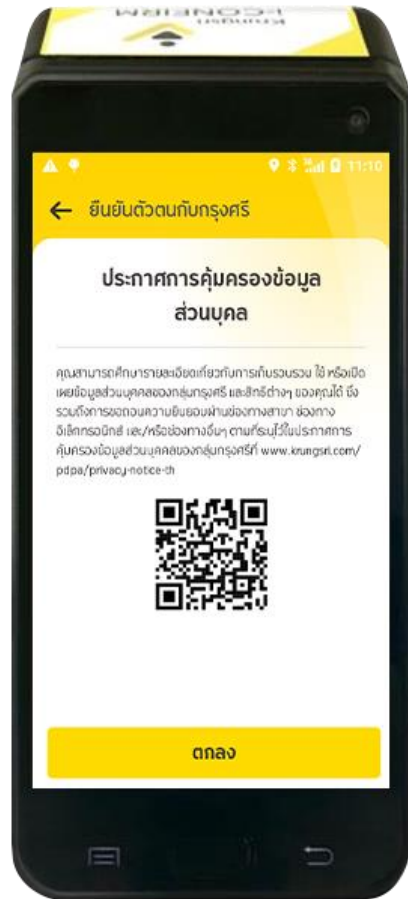 Krungsri
i-CONFIRM
11:10
ยืนยันตัวตนกับกรุงศรี
ประกาศการคุ้มครองข้อมูล
ส่วนบุคล
คุณสามารถศึกษารายละเอียดเกี่ยวกับการเก็บรวบรวม ใช้ หรือเปิด
เผยข้อมูลส่วนบุคคลของกลุ่มกรุงศรี และสิทธิต่างๆ ของคุณได้ ซึ่ง
รวมถึงการขอถอนความยินยอมผ่านช่องทางสาขา ช่องทาง
อิเล็กทรอนิกส์ และ/หรือช่องทางอื่นๆ ตามที่ระบุไว้ในประกาศการ
คุ้มครองข้อมูลส่วนบุคคลของกลุ่มกรุงศรีที่ www.krungsri.com/
pdpa/privacy-notice-th
ตกลง